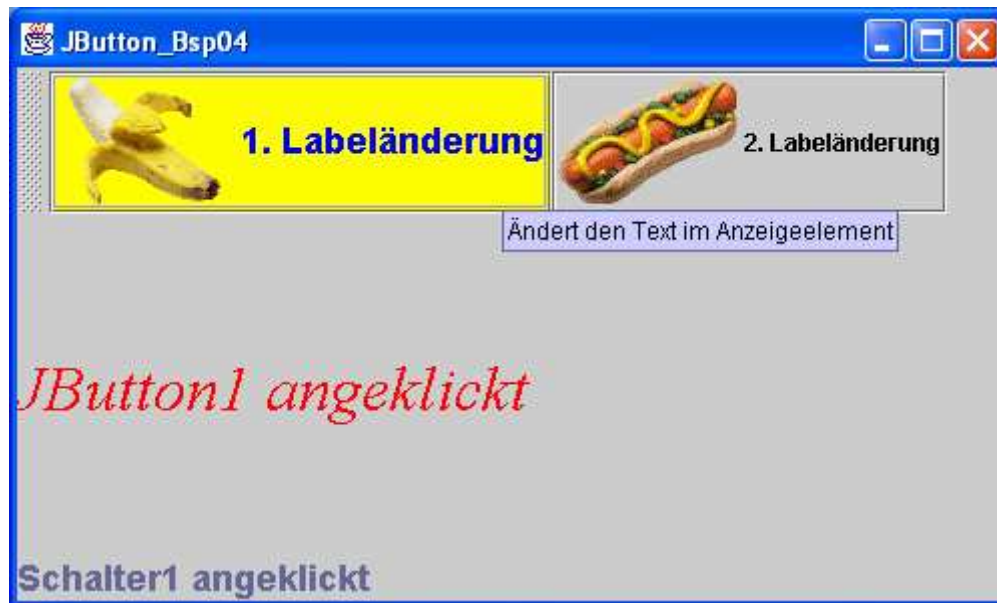 JButton_Bsp04
1. Labeländerung
2. Labeländerung
Ändert den Text im Anzeigeelement
JButton1 angeklickt
Schalter1 angeklickt